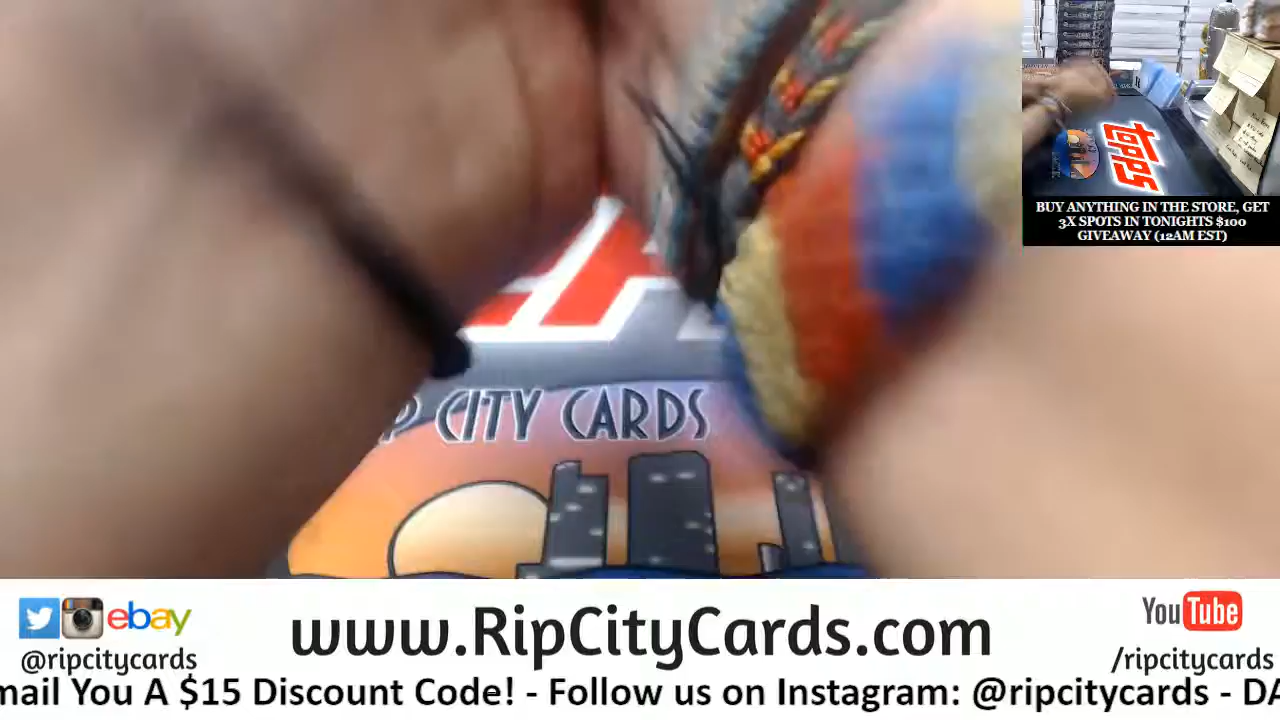 topps
BUY ANYTHING IN THE STORE, GET
3X SPOTS IN TONIGHTS $100
GIVEAWAY (12AM EST)
P CITY CARDS
ebay
www.RipCityCards.com
YouTube
@ripcitycards
/ripcitycards
mail You A $15 Discount Code! - Follow us on Instagram: @ripcitycards - DA